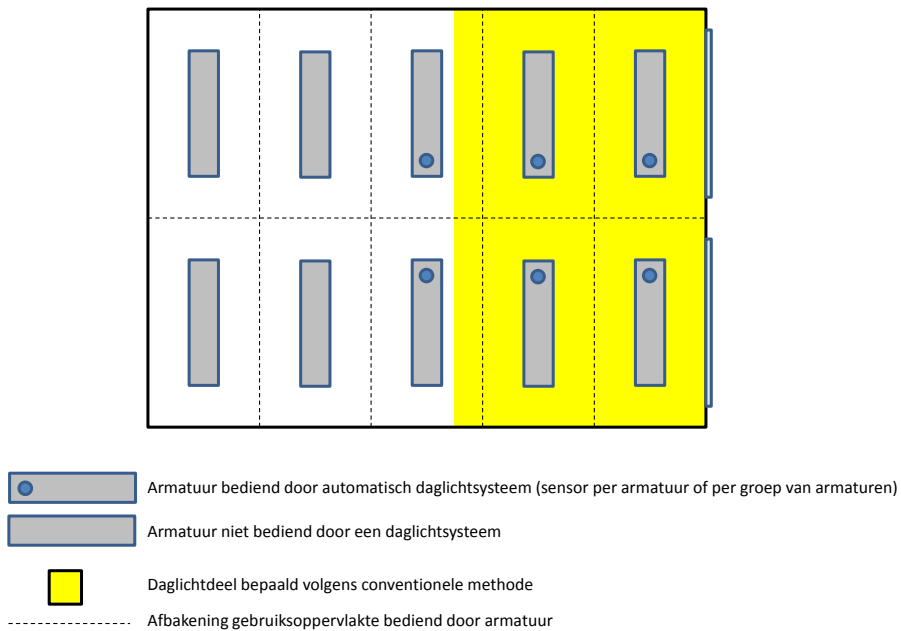 Armatuur bediend door automatisch daglichtsysteem (sensor per armatuur of per groep van armaturen)
Armatuur niet bediend door een daglichtsysteem
Daglichtdeel bepaald volgens conventionele methode
Afbakening gebruiksoppervlakte bediend door armatuur